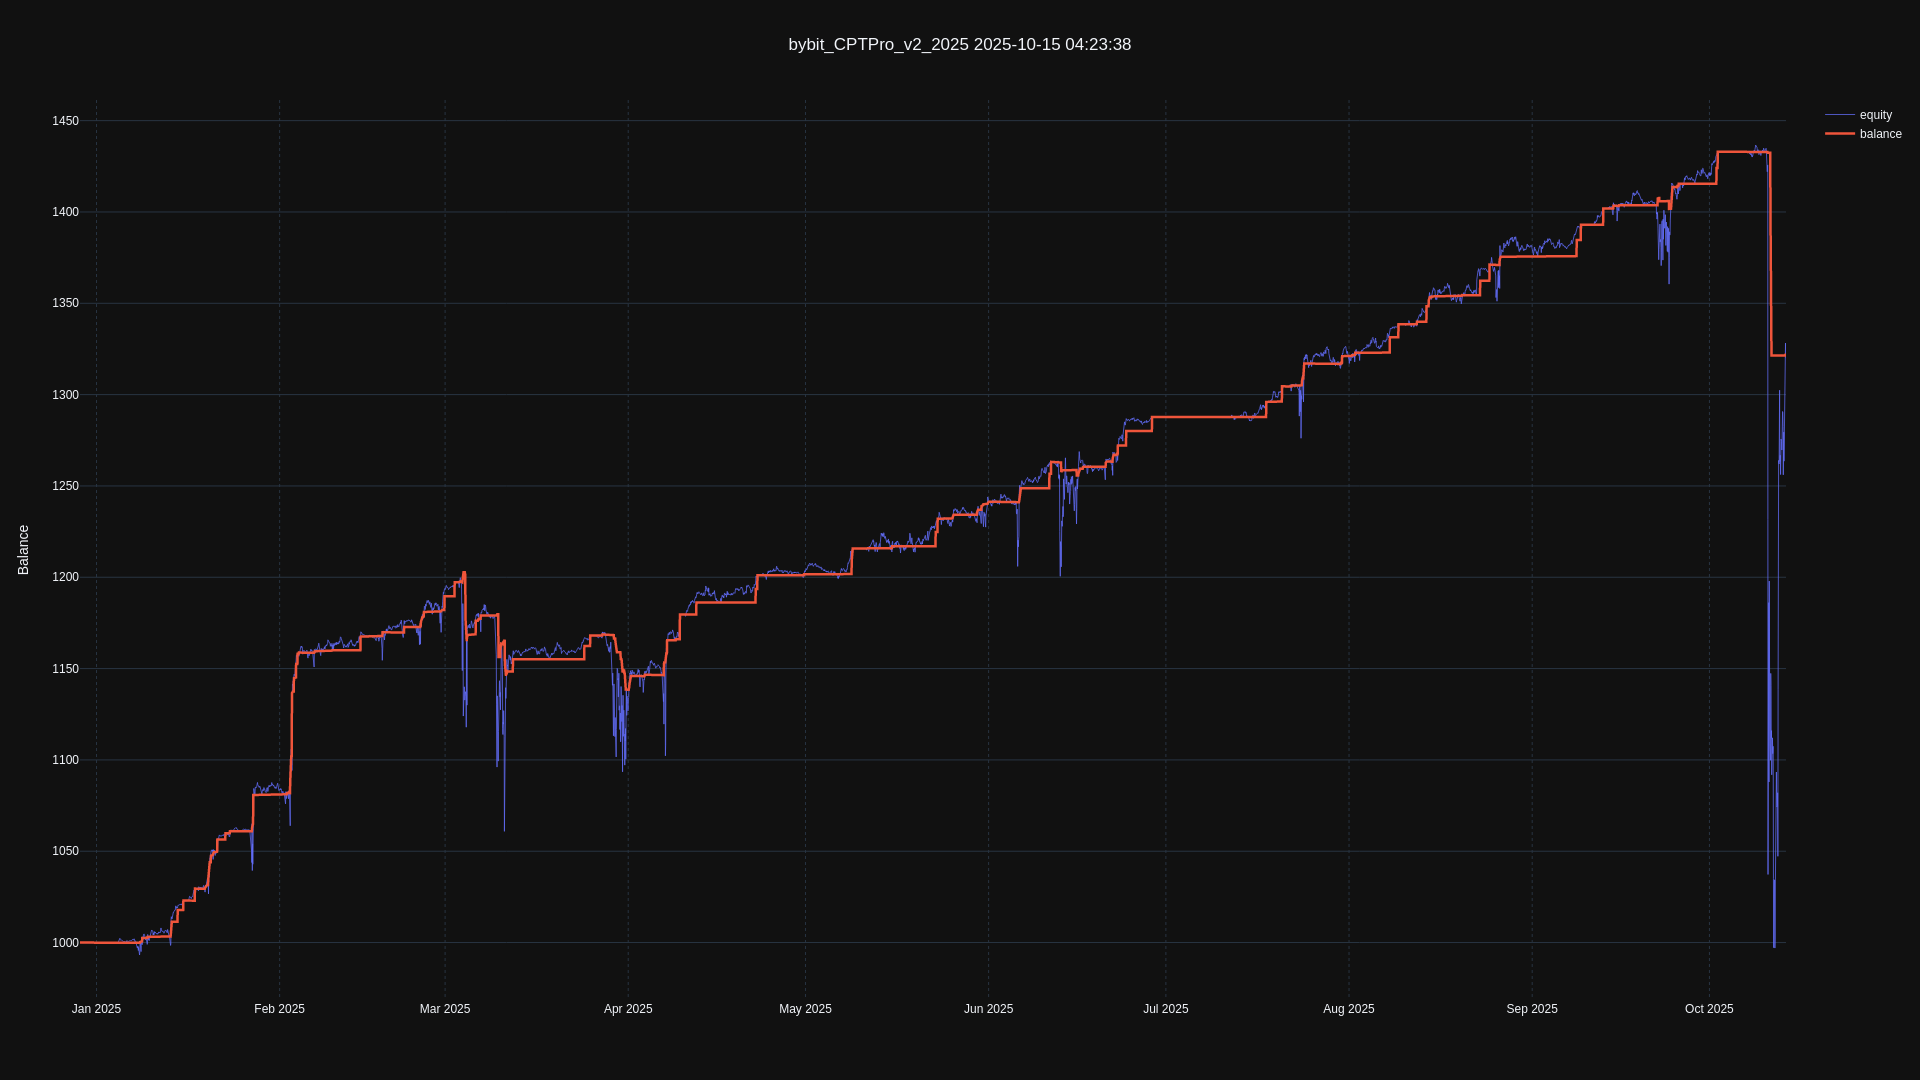 bybit_CPTPro_v2_2025 2025-10-15 04:23:38
equity
balance
1450
1400
1350
1300
1250
1200
1150
1100
1050
1000
Balance
Jan 2025
Feb 2025
Mar 2025
Apr 2025
May 2025
Jun 2025
Jul 2025
Aug 2025
Sep 2025
Oct 2025